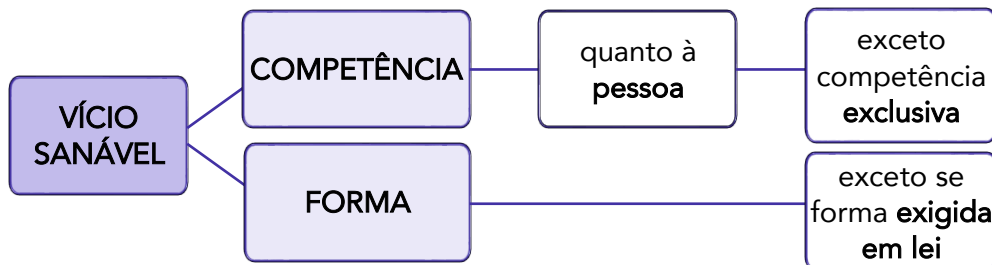 VÍCIO
SANÁVEL
COMPETÊNCIA
quanto à
pessoa
exceto
competência
exclusiva
FORMA
exceto se
forma exigida
em lei